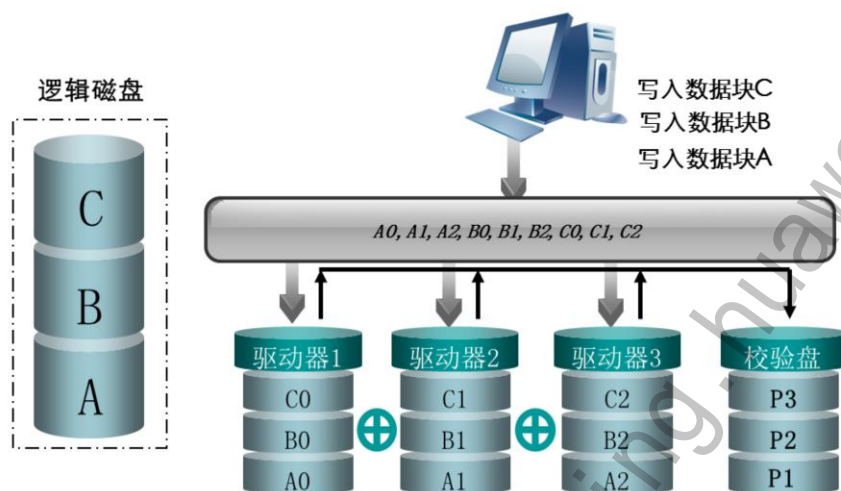 逻辑磁盘
C
B
A
写入数据块C
写入数据块B
写入数据块A
A0, A1, A2, B0, B1, B2, C0, C1, C2
驱动器1 驱动器2 驱动器3 校验盘
C0 C1 C2 P3
B0 B1 B2 P2
A0 A1 A2 P1
ing.huawe